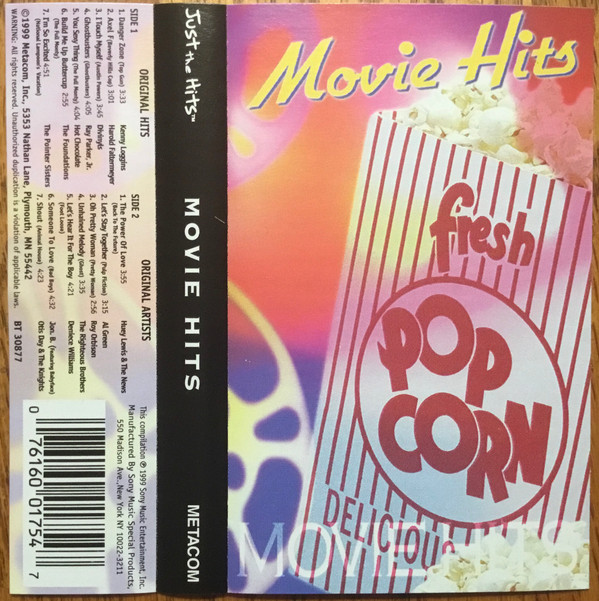 Movie Hits
fresh
POP
CORN
DELICIOUS
MOVIE HITS
Just the Hits™
MOVIE HITS
METACOM
ORIGINAL HITS
ORIGINAL ARTISTS
SIDE 1
1. Danger Zone (Top Gun) 3:33 Kenny Loggins
2. Axel F (Beverly Hills Cop) 3:01 Harold Faltermeyer
3. I Touch Myself (Austin Powers) 3:45 Divinyls
4. Ghostbusters (Ghostbusters) 4:05 Ray Parker, Jr.
5. You Sexy Thing (The Full Monty) 4:04 Hot Chocolate
6. Build Me Up Buttercup 2:55 The Foundations
7. I'm So Excited 4:51 The Pointer Sisters
(National Lampoon's Vacation)
SIDE 2
1. The Power Of Love 3:55 Huey Lewis & The News
(Back To The Future)
2. Let's Stay Together (Pulp Fiction) 3:15 Al Green
3. Oh Pretty Woman (Pretty Woman) 2:56 Roy Orbison
4. Unhained Melody (Ghost) 3:35 The Righteous Brothers
5. Let's Hear It For The Boy 4:21 Deniece Williams
(Foot Loose)
6. Someone To Love (Bad Boys) 4:32 Jon. B. (Featuring Babyface)
7. Shout (Animal House) 4:23 Otis Day & The Knights
©1999 Metacom, Inc., 5353 Nathan Lane, Plymouth, MN 55442 BT 30877
WARNING: All rights reserved. Unauthorized duplication is a violation of applicable laws.
This compilation ℗ 1999 Sony Music Entertainment, Inc.
Manufactured By Sony Music Special Products,
550 Madison Ave., New York NY 10022-3211
0 76160 01754 7